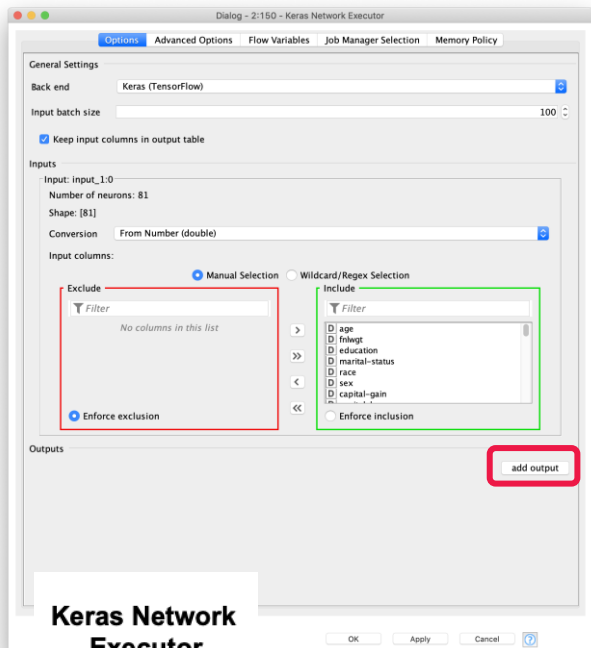 Dialog - 2:150 - Keras Network Executor
Options Advanced Options Flow Variables Job Manager Selection Memory Policy
General Settings
Back end Keras (TensorFlow)
Input batch size 100
Keep input columns in output table
Inputs
Input: input_1:0
Number of neurons: 81
Shape: [81]
Conversion From Number (double)
Input columns:
Manual Selection Wildcard/Regex Selection
Exclude Include
Filter Filter
No columns in this list
D age
D fnlwgt
D education
D marital-status
D race
D sex
D capital-gain
Enforce exclusion Enforce inclusion
Outputs
add output
Keras Network
Executor
OK Apply Cancel ?